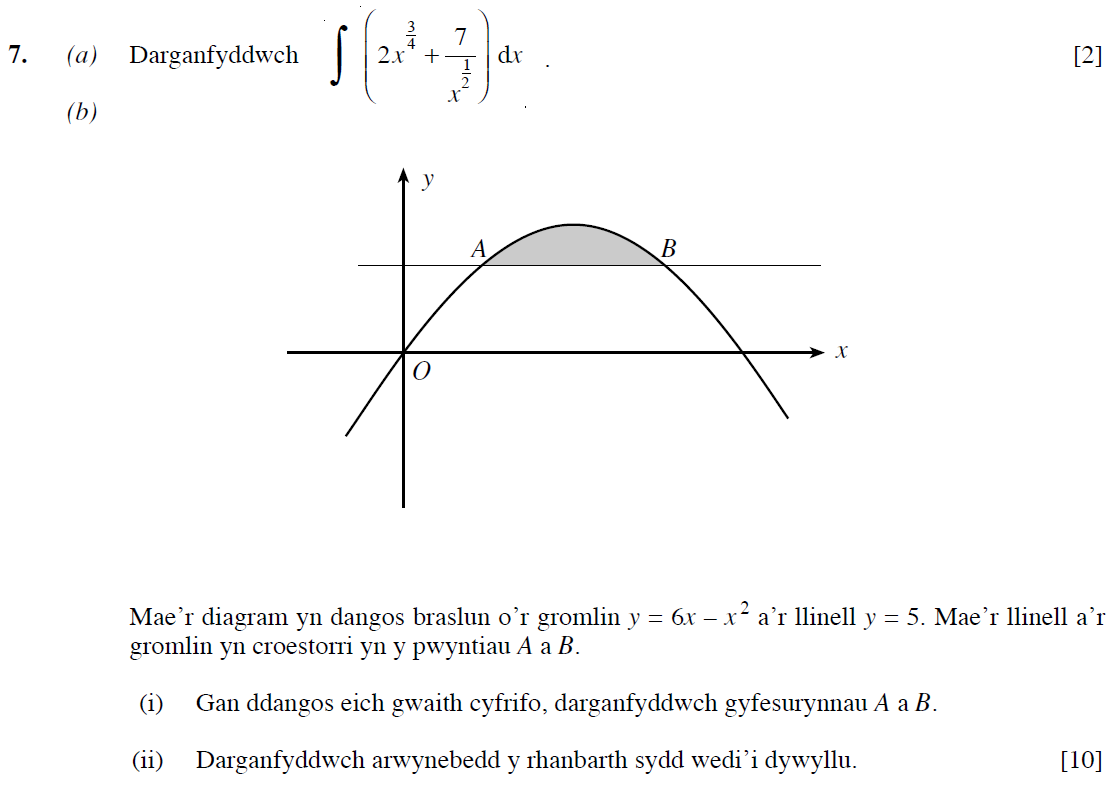 7. (a) Darganfyddwch ∫ (2x^{3/4} + 7/x^{1/2}) dx . [2]
(b)
y
A B
x
O
Mae'r diagram yn dangos braslun o'r gromlin y = 6x – x² a'r llinell y = 5. Mae'r llinell a'r
gromlin yn croestorri yn y pwyntiau A a B.
(i) Gan ddangos eich gwaith cyfrifo, darganfyddwch gyfesurynnau A a B.
(ii) Darganfyddwch arwynebedd y rhanbarth sydd wedi'i dywyllu. [10]